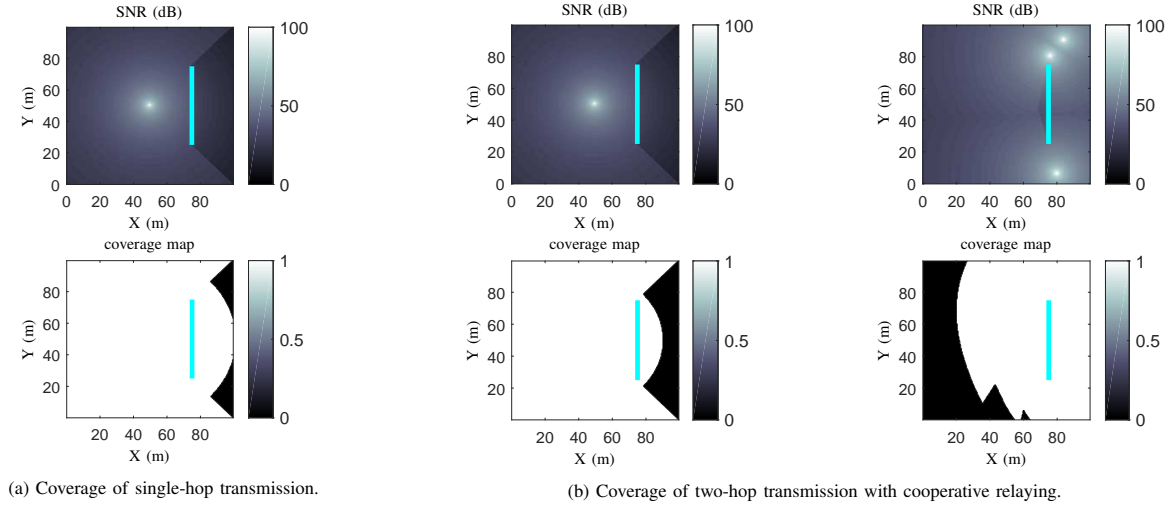 SNR (dB)
100
80
60
40
20
0
Y (m)
0 20 40 60 80
X (m)
100
50
0
coverage map
80
60
40
20
Y (m)
20 40 60 80
X (m)
1
0.5
0
(a) Coverage of single-hop transmission.
SNR (dB)
80
60
40
20
0
Y (m)
0 20 40 60 80
X (m)
100
50
0
coverage map
80
60
40
20
Y (m)
20 40 60 80
X (m)
1
0.5
0
SNR (dB)
80
60
40
20
0
Y (m)
0 20 40 60 80
X (m)
100
50
0
coverage map
80
60
40
20
Y (m)
20 40 60 80
X (m)
1
0.5
0
(b) Coverage of two-hop transmission with cooperative relaying.